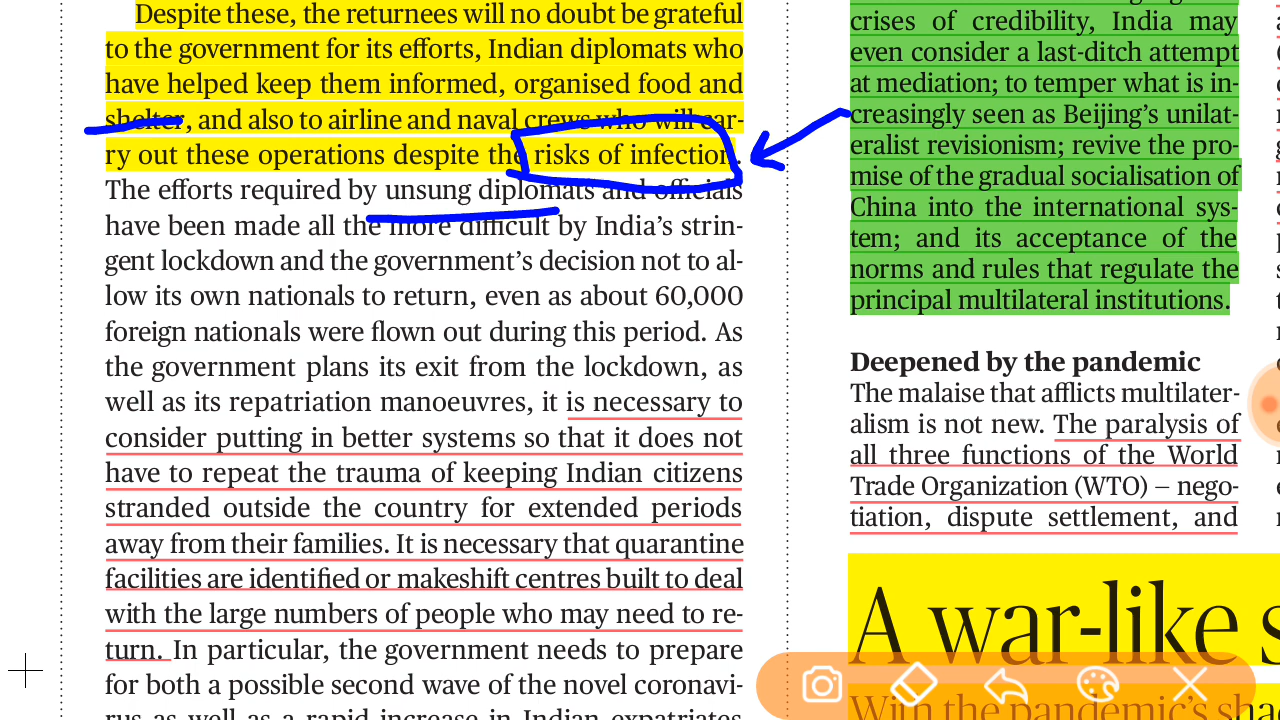 Despite these, the returnees will no doubt be grateful
to the government for its efforts, Indian diplomats who
have helped keep them informed, organised food and
shelter, and also to airline and naval crews who will car-
ry out these operations despite the risks of infection.
The efforts required by unsung diplomats and officials
have been made all the more difficult by India’s strin-
gent lockdown and the government’s decision not to al-
low its own nationals to return, even as about 60,000
foreign nationals were flown out during this period. As
the government plans its exit from the lockdown, as
well as its repatriation manoeuvres, it is necessary to
consider putting in better systems so that it does not
have to repeat the trauma of keeping Indian citizens
stranded outside the country for extended periods
away from their families. It is necessary that quarantine
facilities are identified or makeshift centres built to deal
with the large numbers of people who may need to re-
turn. In particular, the government needs to prepare
for both a possible second wave of the novel coronavi-
rus as well as a rapid increase in Indian expatriates
crises of credibility, India may
even consider a last-ditch attempt
at mediation; to temper what is in-
creasingly seen as Beijing’s unilat-
eralist revisionism; revive the pro-
mise of the gradual socialisation of
China into the international sys-
tem; and its acceptance of the
norms and rules that regulate the
principal multilateral institutions.
Deepened by the pandemic
The malaise that afflicts multilater-
alism is not new. The paralysis of
all three functions of the World
Trade Organization (WTO) – nego-
tiation, dispute settlement, and
A war-like
With the pandemic’s